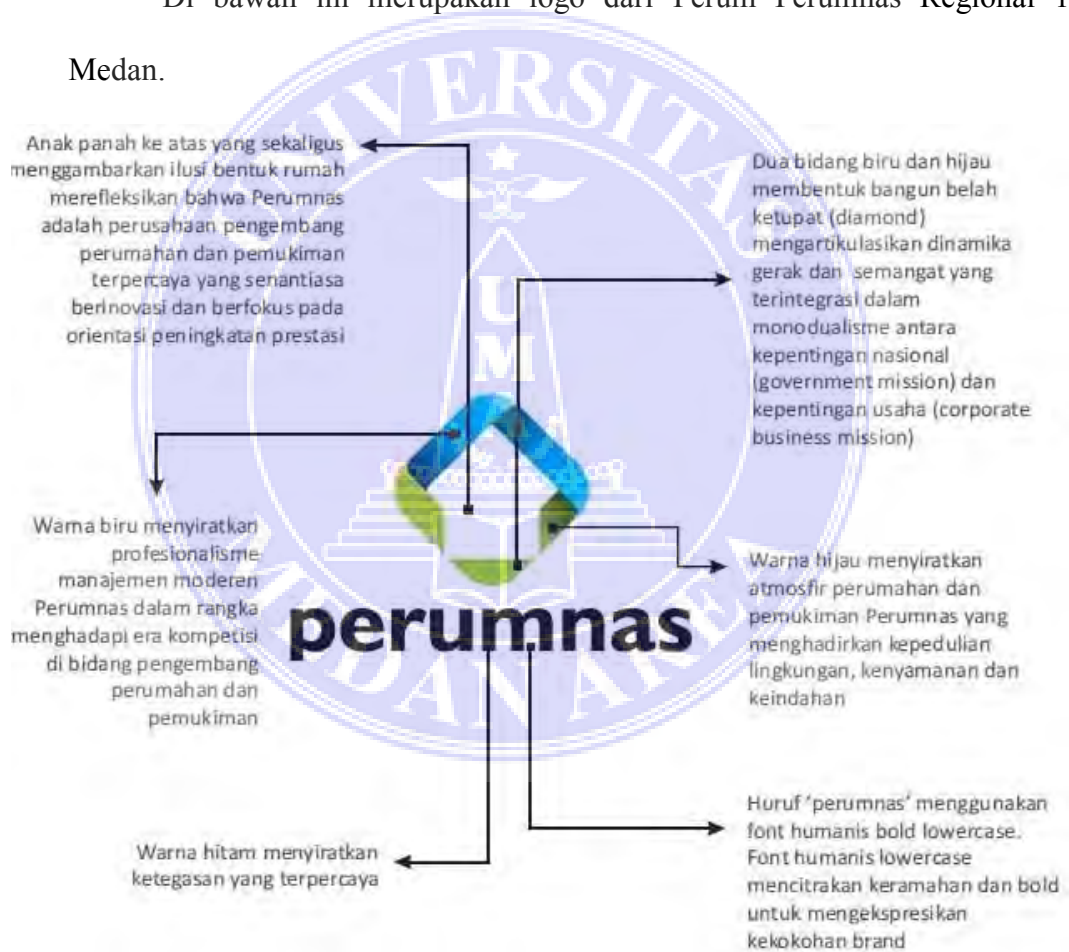 Di bawah ini merupakan logo dari Perum Perumnas Regional I
Medan.
UNIVERSITAS
MEDAN AREA
U
M
Anak panah ke atas yang sekaligus
menggambarkan ilusi bentuk rumah
merefleksikan bahwa Perumnas
adalah perusahaan pengembang
perumahan dan pemukiman
terpercaya yang senantiasa
berinovasi dan berfokus pada
orientasi peningkatan prestasi
Dua bidang biru dan hijau
membentuk bangun belah
ketupat (diamond)
mengartikulasikan dinamika
gerak dan semangat yang
terintegrasi dalam
monodualisme antara
kepentingan nasional
(government mission) dan
kepentingan usaha (corporate
business mission)
Warna biru menyiratkan
profesionalisme
manajemen moderen
Perumnas dalam rangka
menghadapi era kompetisi
di bidang pengembang
perumahan dan
pemukiman
perumnas
Warna hijau menyiratkan
atmosfir perumahan dan
pemukiman Perumnas yang
menghadirkan kepedulian
lingkungan, kenyamanan dan
keindahan
Warna hitam menyiratkan
ketegasan yang terpercaya
Huruf 'perumnas' menggunakan
font humanis bold lowercase.
Font humanis lowercase
mencitrakan keramahan dan bold
untuk mengekspresikan
kekokohan brand